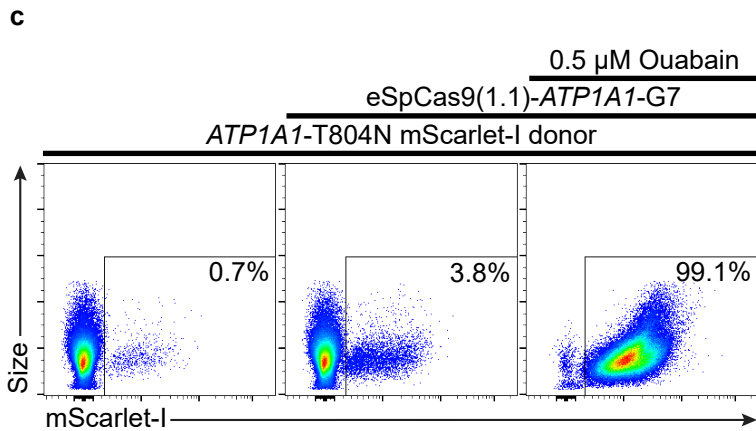 c
0.5 µM Ouabain
eSpCas9(1.1)-ATP1A1-G7
ATP1A1-T804N mScarlet-I donor
0.7%
3.8%
99.1%
Size
mScarlet-I